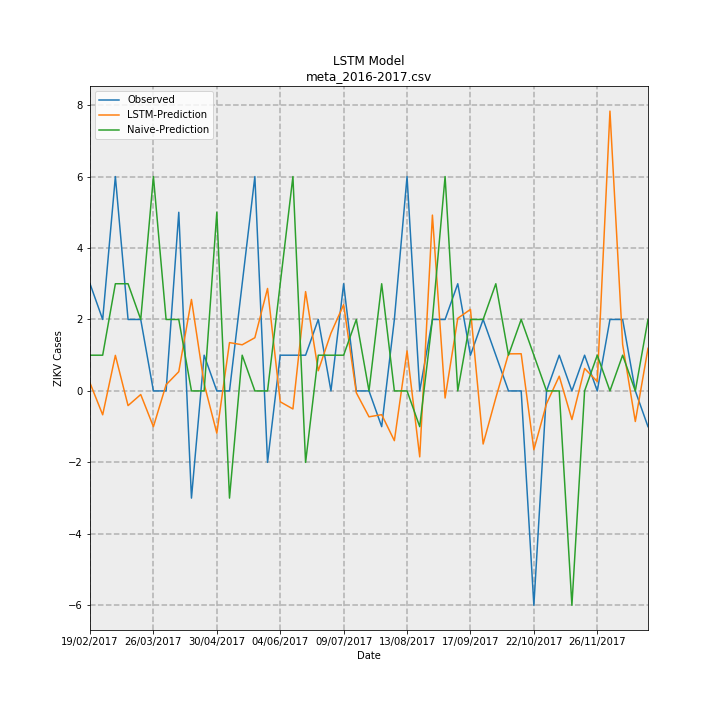 LSTM Model
meta_2016-2017.csv
Observed
LSTM-Prediction
Naive-Prediction
ZIKV Cases
8
6
4
2
0
−2
−4
−6
19/02/2017 26/03/2017 30/04/2017 04/06/2017 09/07/2017 13/08/2017 17/09/2017 22/10/2017 26/11/2017
Date